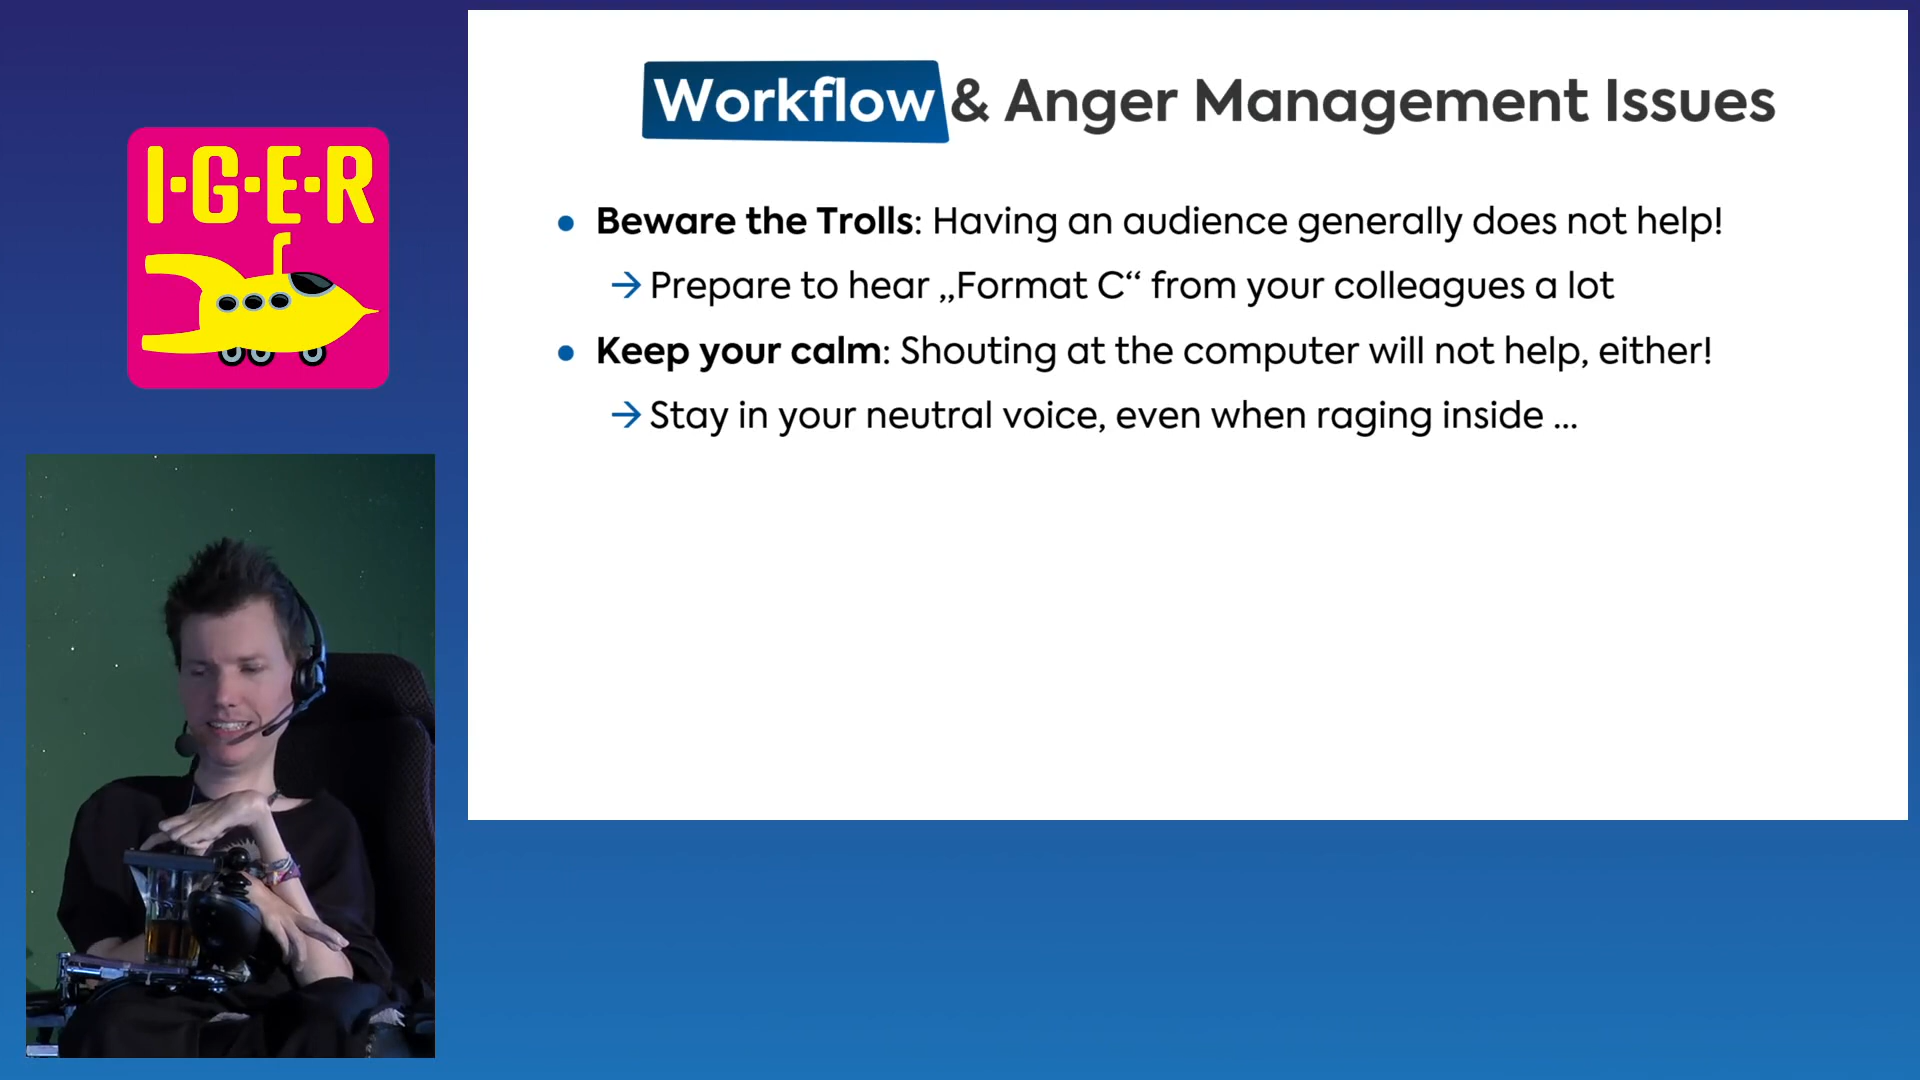 I·G·E·R
Workflow & Anger Management Issues
• Beware the Trolls: Having an audience generally does not help!
→ Prepare to hear „Format C“ from your colleagues a lot
• Keep your calm: Shouting at the computer will not help, either!
→ Stay in your neutral voice, even when raging inside ...